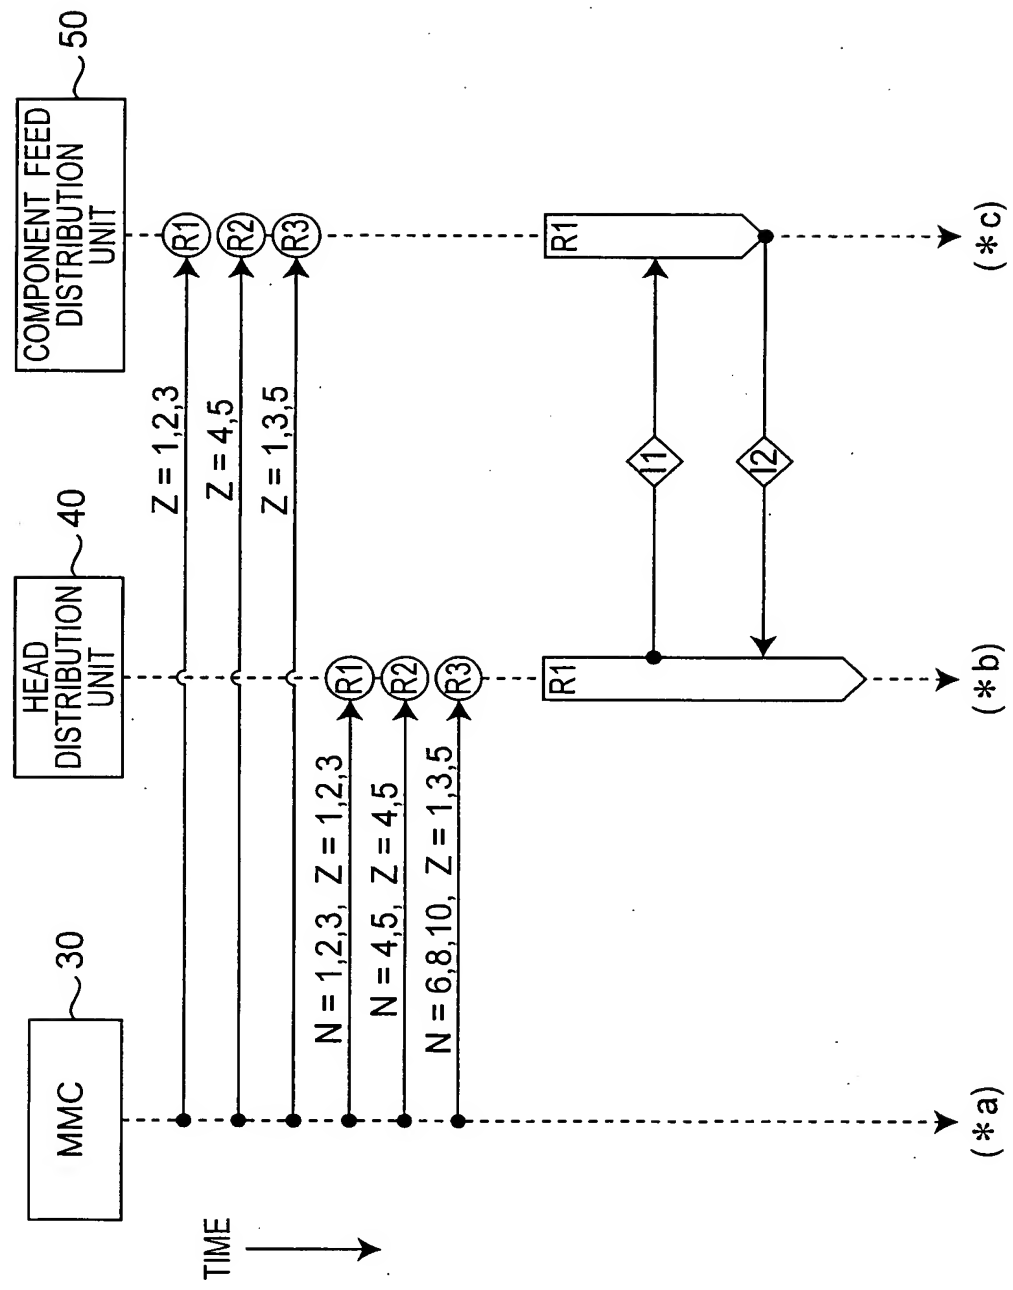 MMC
30
HEAD
DISTRIBUTION
UNIT
40
COMPONENT FEED
DISTRIBUTION
UNIT
50
TIME
Z = 1,2,3
R1
Z = 4,5
R2
Z = 1,3,5
R3
N = 1,2,3, Z = 1,2,3
R1
N = 4,5, Z = 4,5
R2
N = 6,8,10, Z = 1,3,5
R3
R1
R1
I1
I2
(*a)
(*b)
(*c)